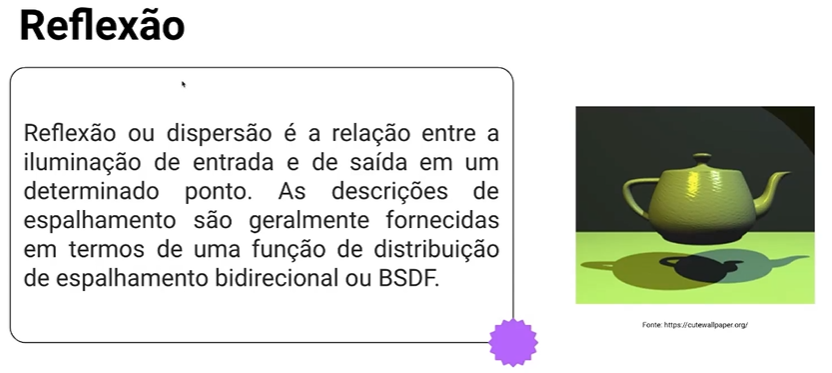 Reflexão
Reflexão ou dispersão é a relação entre a
iluminação de entrada e de saída em um
determinado ponto. As descrições de
espalhamento são geralmente fornecidas
em termos de uma função de distribuição
de espalhamento bidirecional ou BSDF.
Fonte: https://cutewallpaper.org/